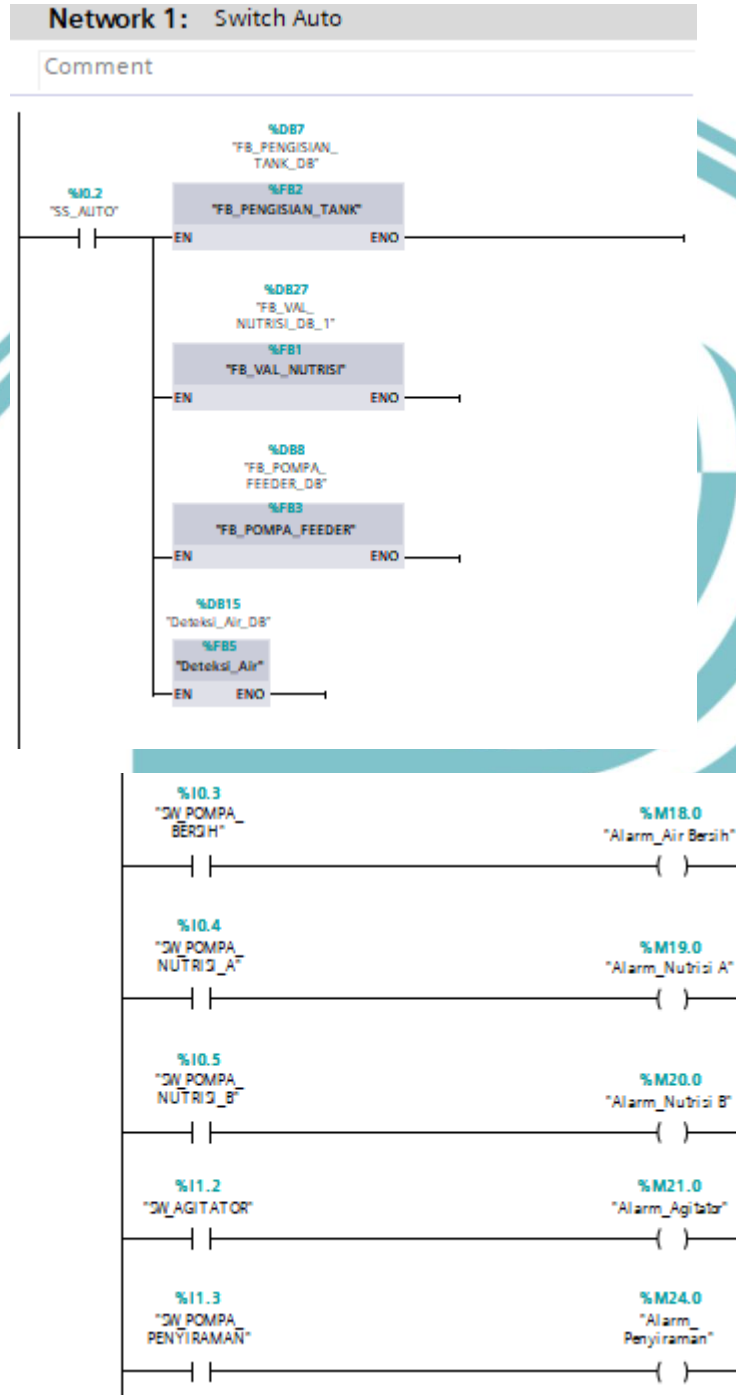 Network 1: Switch Auto
Comment
%DB7
"FB_PENGISIAN_
TANK_DB"
%I0.2
"SS_AUTO"
%FB2
"FB_PENGISIAN_TANK"
EN ENO
%DB27
"FB_VAL_
NUTRISI_DB_1"
%FB1
"FB_VAL_NUTRISI"
EN ENO
%DB8
"FB_POMPA_
FEEDER_DB"
%FB3
"FB_POMPA_FEEDER"
EN ENO
%DB15
"Deteksi_Air_DB"
%FB5
"Deteksi_Air"
EN ENO
%I0.3
"SW_POMPA_
BERSIH"
%M18.0
"Alarm_Air Bersih"
%I0.4
"SW_POMPA_
NUTRISI_A"
%M19.0
"Alarm_Nutrisi A"
%I0.5
"SW_POMPA_
NUTRISI_B"
%M20.0
"Alarm_Nutrisi B"
%I1.2
"SW_AGITATOR"
%M21.0
"Alarm_Agitator"
%I1.3
"SW_POMPA_
PENYIRAMAN"
%M24.0
"Alarm_
Penyiraman"